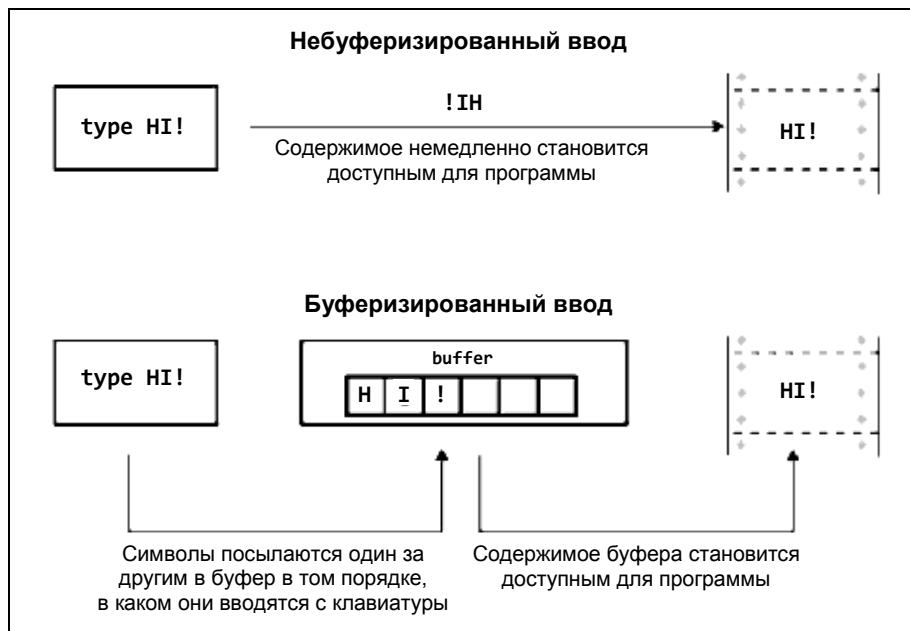 Небуферизированный ввод
type HI!
!IH
HI!
Содержимое немедленно становится
доступным для программы
Буферизированный ввод
type HI!
buffer
H I !
HI!
Символы посылаются один за
другим в буфер в том порядке,
в каком они вводятся с клавиатуры
Содержимое буфера становится
доступным для программы